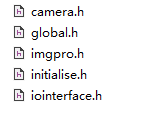 camera.h
global.h
imgpro.h
initialise.h
iointerface.h